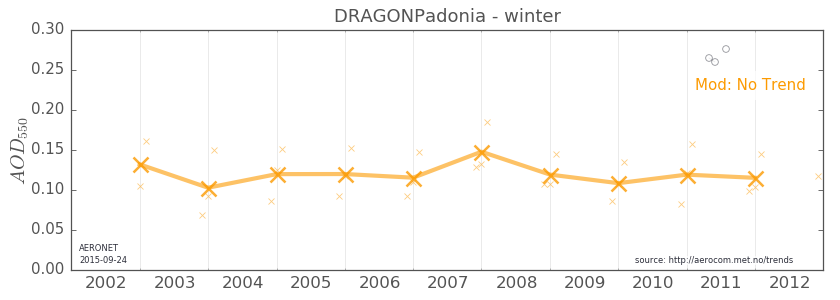 DRAGONPadonia - winter
0.30
0.25
0.20
0.15
0.10
0.05
0.00
AOD550
Mod: No Trend
AERONET
2015-09-24
source: http://aerocom.met.no/trends
2002 2003 2004 2005 2006 2007 2008 2009 2010 2011 2012